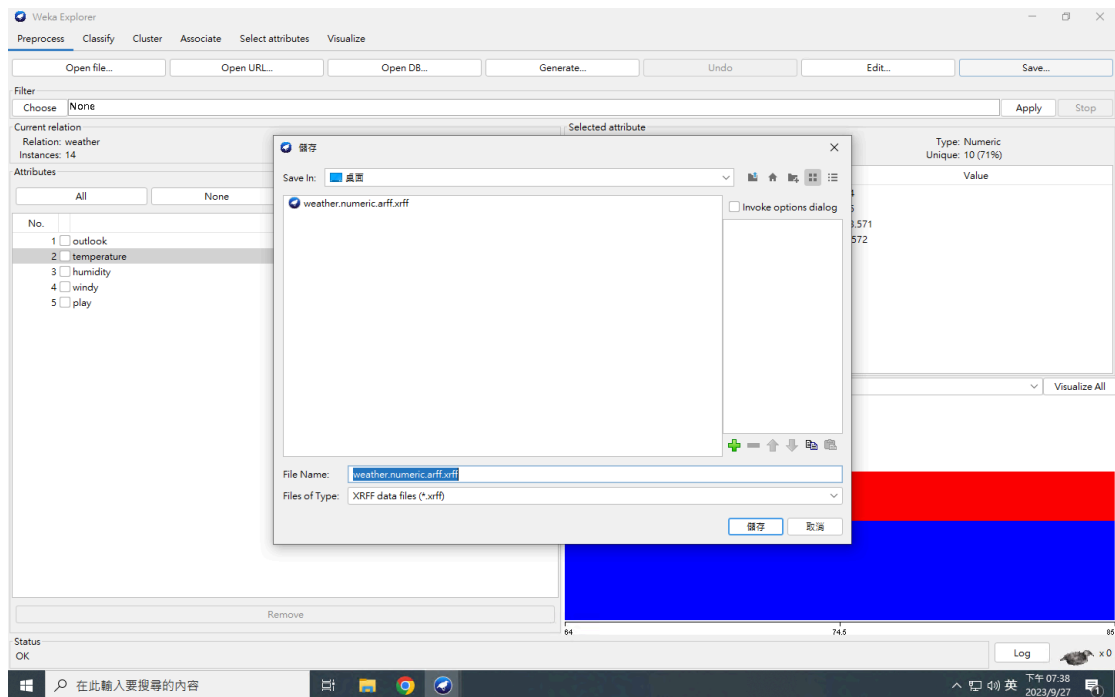 Weka Explorer
Preprocess Classify Cluster Associate Select attributes Visualize
Open file... Open URL... Open DB... Generate... Undo Edit... Save...
Filter
Choose None Apply Stop
Current relation
Relation: weather
Instances: 14
Selected attribute
Type: Numeric
Unique: 10 (71%)
Value
.571
572
Attributes
All None
No.
1 outlook
2 temperature
3 humidity
4 windy
5 play
儲存
Save In: 桌面
weather.numeric.arff.xrff
Invoke options dialog
File Name: weather.numeric.arff.xrff
Files of Type: XRFF data files (*.xrff)
儲存 取消
Visualize All
64 74.5 85
Remove
Status
OK
Log x 0
在此輸入要搜尋的內容
英 下午 07:38
2023/9/27
1